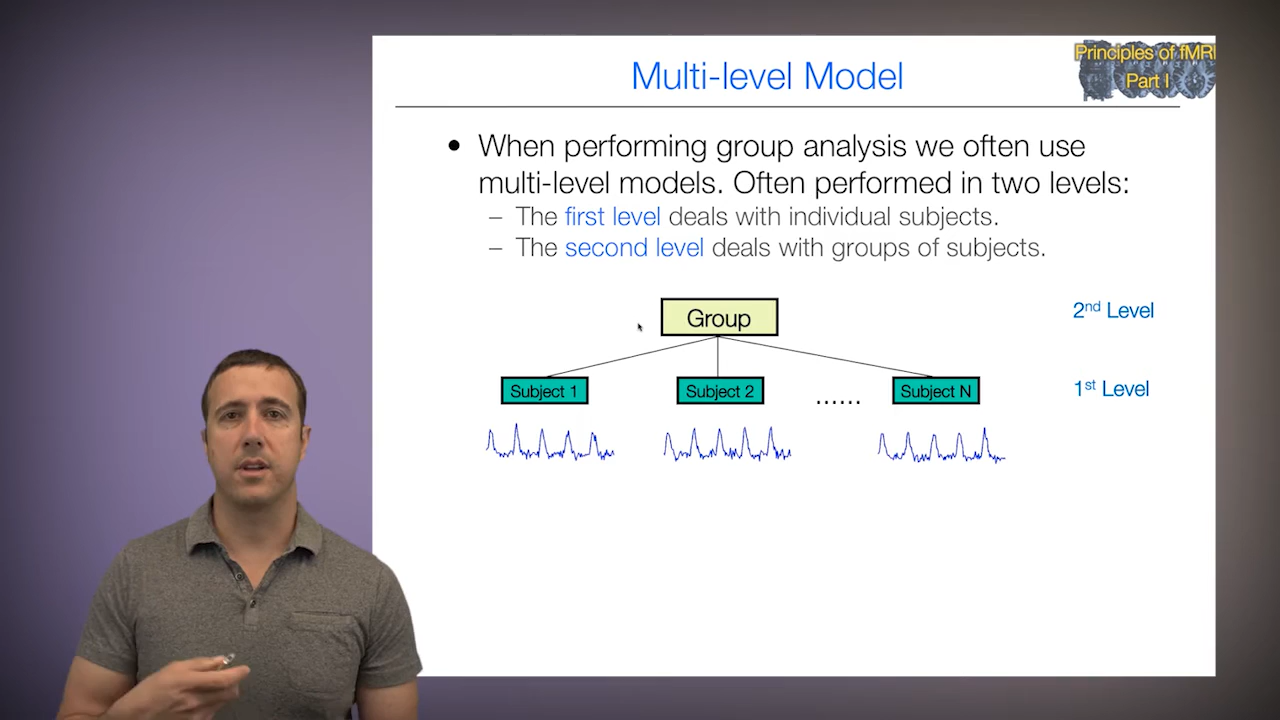 Multi-level Model
Principles of fMRI
Part I
• When performing group analysis we often use
multi-level models. Often performed in two levels:
– The first level deals with individual subjects.
– The second level deals with groups of subjects.
Group
2nd Level
Subject 1
Subject 2
......
Subject N
1st Level